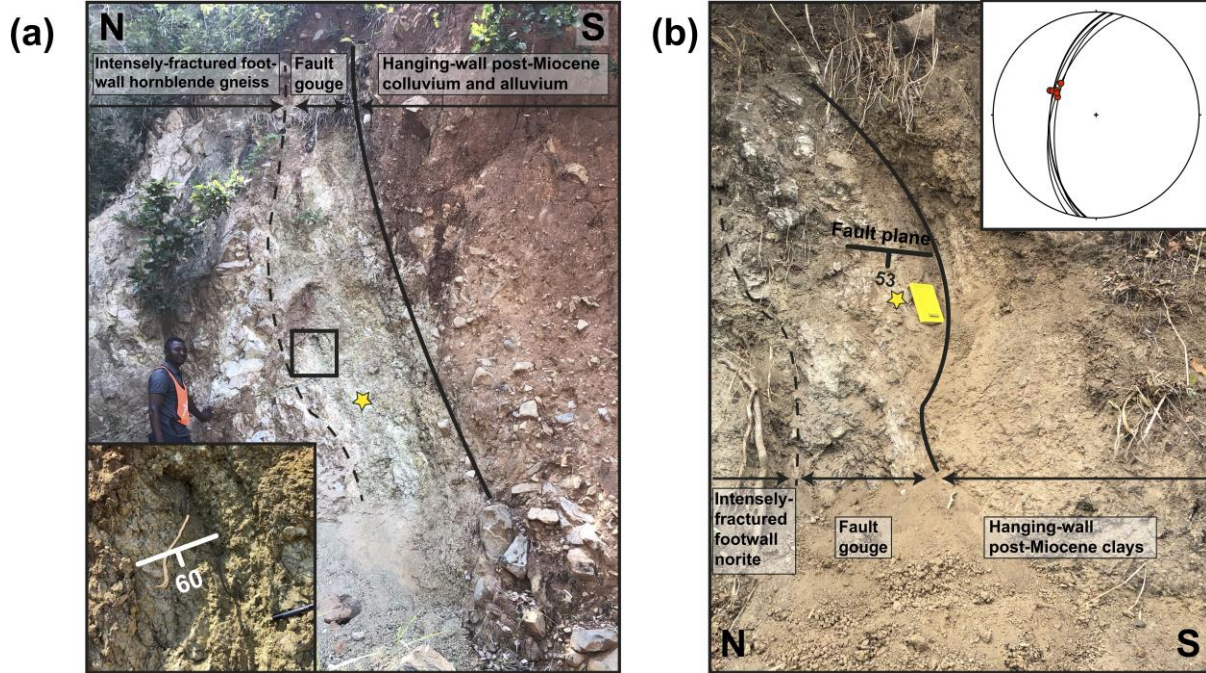 (a)
N
S
Intensely-fractured foot-
wall hornblende gneiss
Fault
gouge
Hanging-wall post-Miocene
colluvium and alluvium
60
(b)
Fault plane
53
Intensely-
fractured
footwall
norite
Fault
gouge
Hanging-wall
post-Miocene clays
N
S